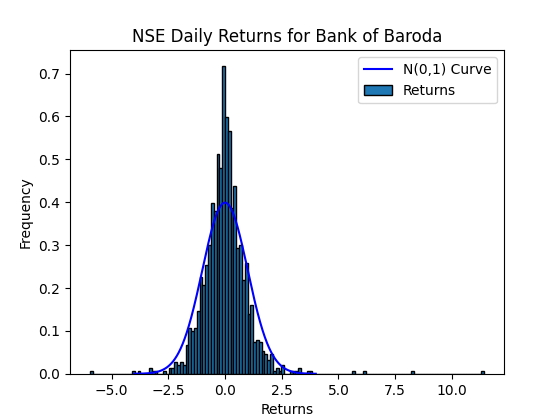 NSE Daily Returns for Bank of Baroda
N(0,1) Curve
Returns
Frequency
0.7
0.6
0.5
0.4
0.3
0.2
0.1
0.0
−5.0 −2.5 0.0 2.5 5.0 7.5 10.0
Returns